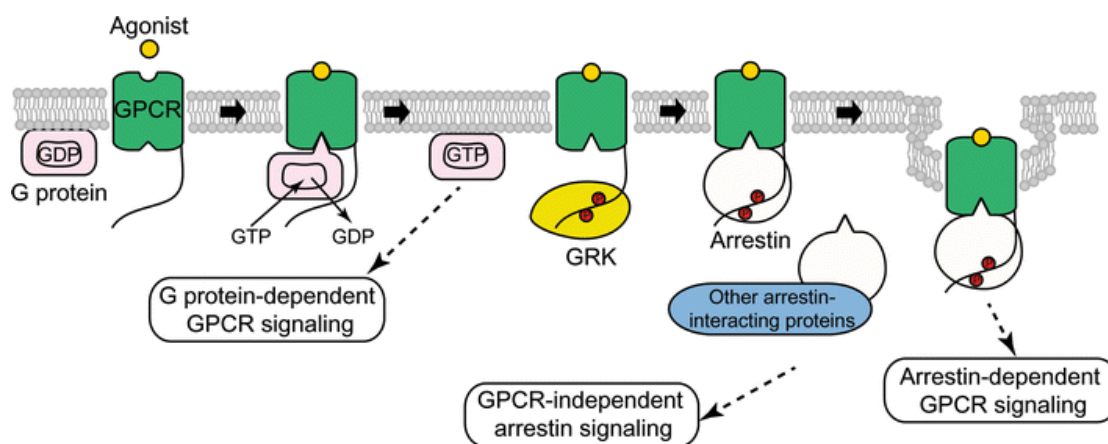 Agonist
GPCR
GDP
G protein
GTP
GDP
GTP
G protein-dependent
GPCR signaling
P
P
GRK
P
P
Arrestin
Other arrestin-
interacting proteins
GPCR-independent
arrestin signaling
P
P
Arrestin-dependent
GPCR signaling